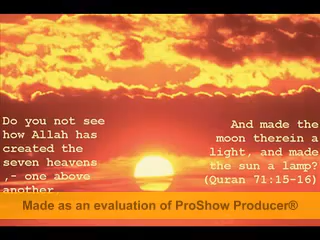 Do you not see
how Allah has
created the
seven heavens
,- one above
another
And made the
moon therein a
light, and made
the sun a lamp?
(Quran 71:15-16)
Made as an evaluation of ProShow Producer®